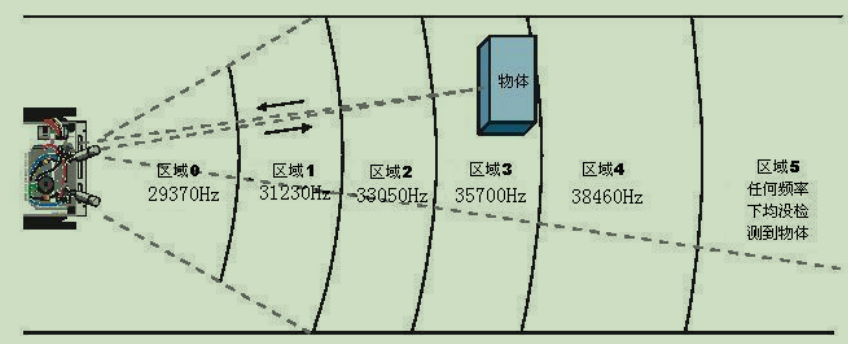 物体
区域0
29370Hz
区域1
31230Hz
区域2
33050Hz
区域3
35700Hz
区域4
38460Hz
区域5
任何频率
下均没检
测到物体